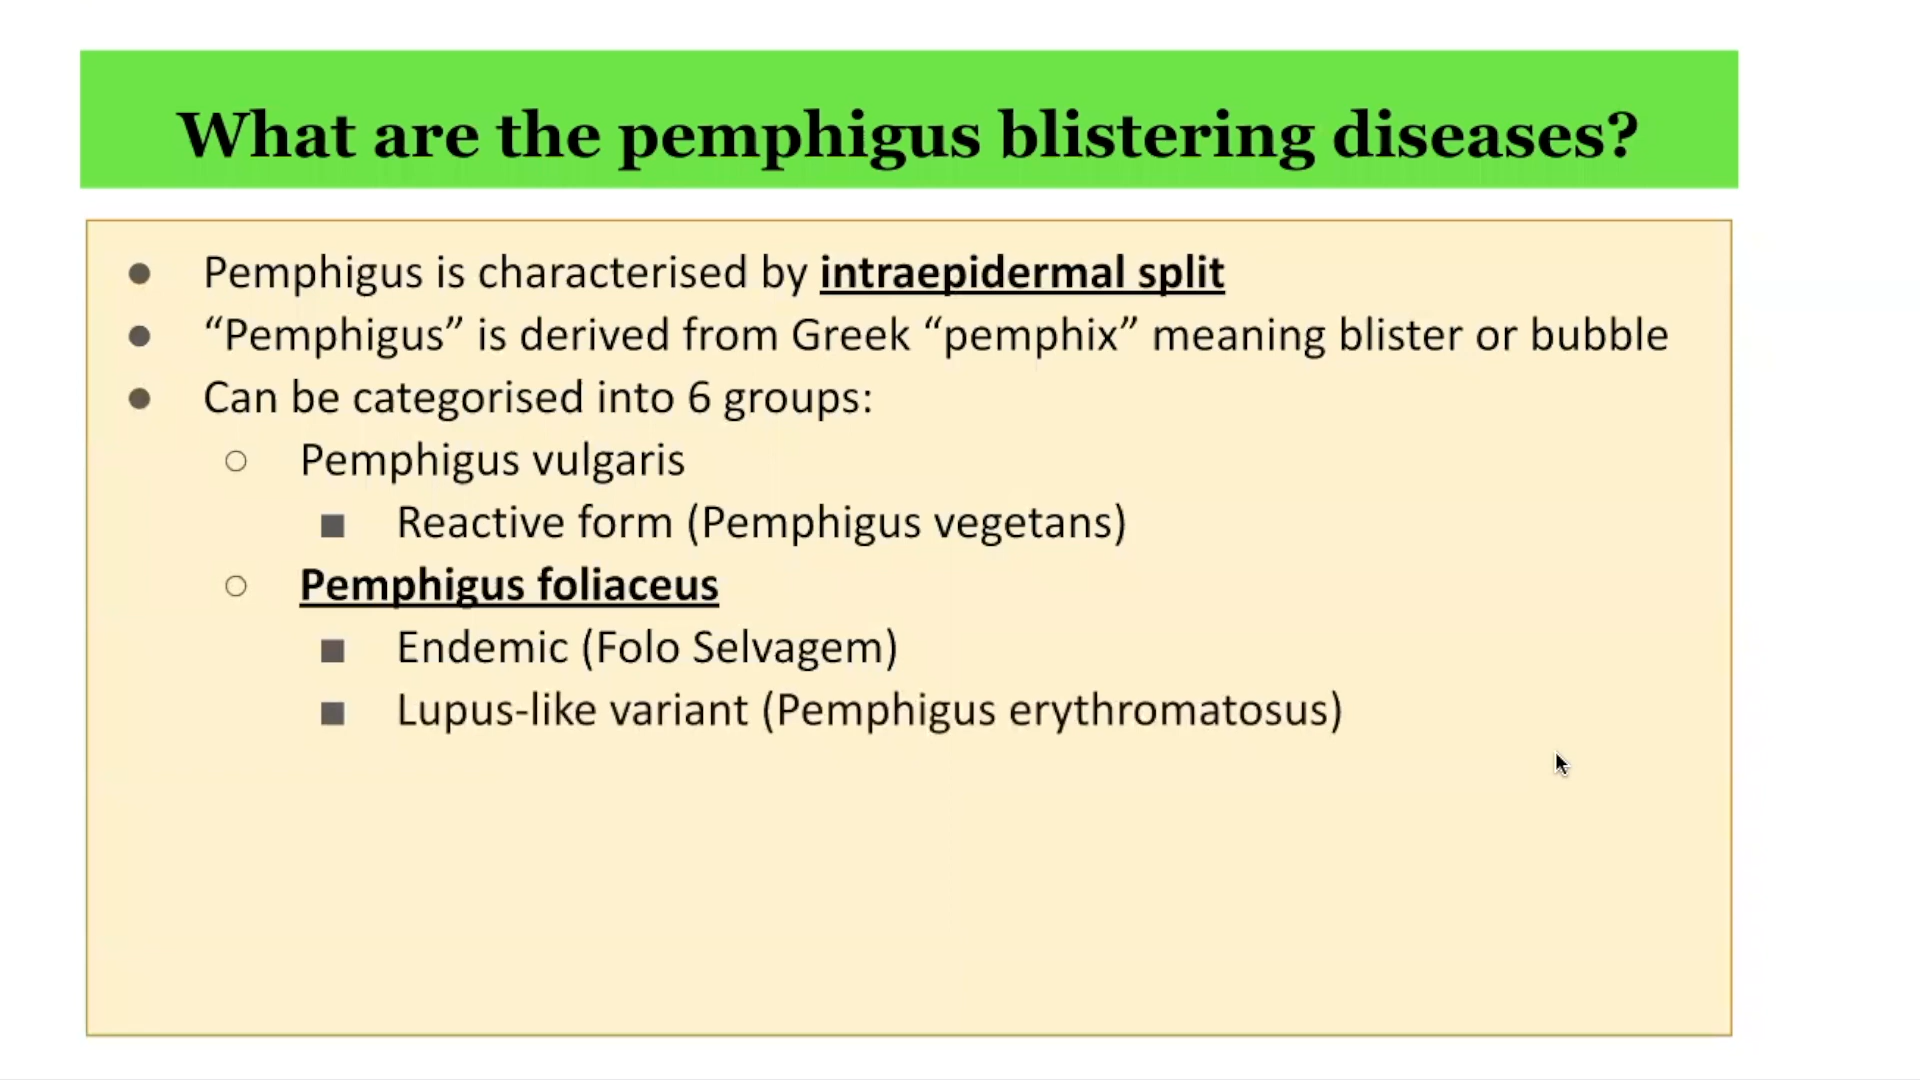 What are the pemphigus blistering diseases?
● Pemphigus is characterised by intraepidermal split
● “Pemphigus” is derived from Greek “pemphix” meaning blister or bubble
● Can be categorised into 6 groups:
○ Pemphigus vulgaris
■ Reactive form (Pemphigus vegetans)
○ Pemphigus foliaceus
■ Endemic (Folo Selvagem)
■ Lupus-like variant (Pemphigus erythromatosus)